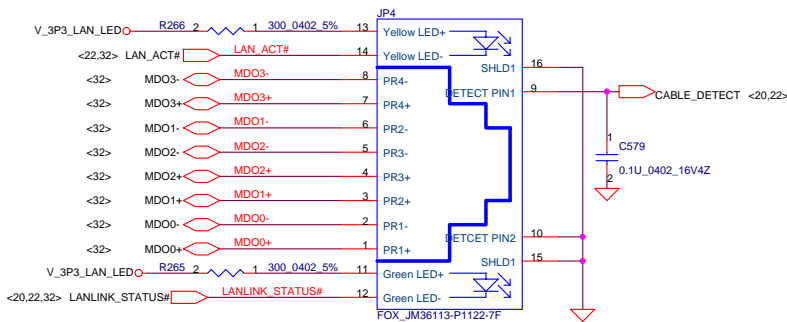 JP4
V_3P3_LAN_LED R266 2 1 300_0402_5% 13 Yellow LED+
<22,32> LAN_ACT# LAN_ACT# 14 Yellow LED-
SHLD1 16
<32> MDO3- MDO3- 8 PR4-
DETECT PIN1 9 CABLE_DETECT <20,22>
<32> MDO3+ MDO3+ 7 PR4+
<32> MDO1- MDO1- 6 PR2-
1
C579
<32> MDO2- MDO2- 5 PR3-
0.1U_0402_16V4Z
2
<32> MDO2+ MDO2+ 4 PR3+
<32> MDO1+ MDO1+ 3 PR2+
<32> MDO0- MDO0- 2 PR1-
DETCET PIN2 10
<32> MDO0+ MDO0+ 1 PR1+
SHLD1 15
V_3P3_LAN_LED R265 2 1 300_0402_5% 11 Green LED+
<20,22,32> LANLINK_STATUS# LANLINK_STATUS# 12 Green LED-
FOX_JM36113-P1122-7F